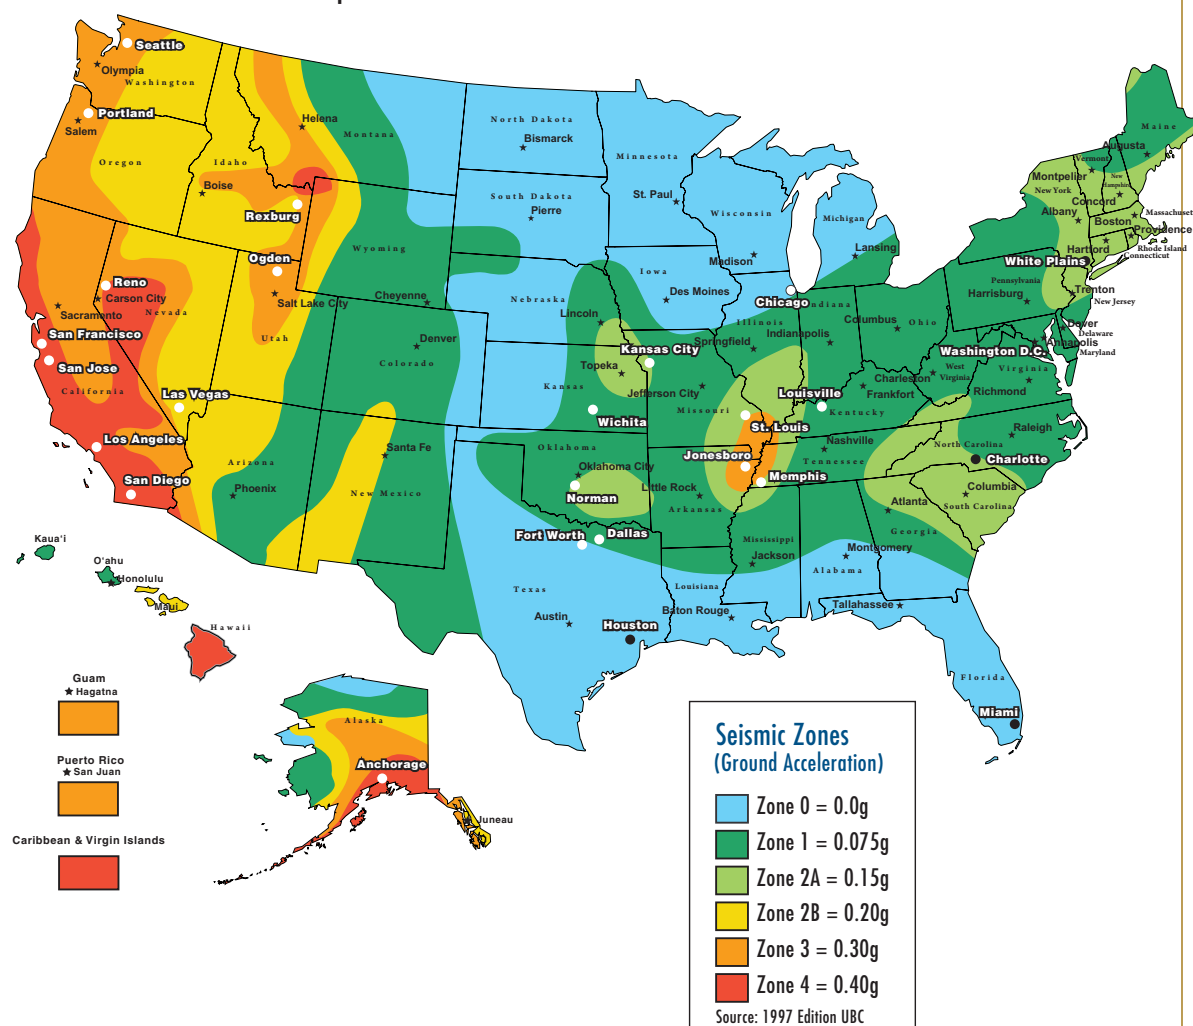 Seattle
Olympia
Washington
Portland
Salem
Oregon
Idaho
Boise
Rexburg
Helena
Montana
North Dakota
Bismarck
South Dakota
Pierre
Minnesota
St. Paul
Wisconsin
Madison
Michigan
Lansing
Maine
Augusta
Vermont
Montpelier
New
Hampshire
New York
Concord
Albany
Massachuset
Boston
Providence
Rhode Island
Hartford
Connecticut
White Plains
Pennsylvania
Harrisburg
Trenton
New Jersey
Dover
Delaware
Annapolis
Maryland
Washington D.C.
Wyoming
Cheyenne
Ogden
Salt Lake City
Utah
Reno
Carson City
Nevada
Sacramento
San Francisco
San Jose
California
Las Vegas
Los Angeles
San Diego
Arizona
Phoenix
Colorado
Denver
New Mexico
Santa Fe
Nebraska
Lincoln
Iowa
Des Moines
Chicago
Illinois
Springfield
Indiana
Indianapolis
Ohio
Columbus
Kansas
Topeka
Kansas City
Wichita
Jefferson City
Missouri
St. Louis
Louisville
Frankfort
Kentucky
Charleston
West
Virginia
Virginia
Richmond
Oklahoma
Oklahoma City
Norman
Jonesboro
Little Rock
Arkansas
Memphis
Nashville
Tennessee
North Carolina
Raleigh
Charlotte
Columbia
South Carolina
Atlanta
Georgia
Fort Worth
Dallas
Texas
Austin
Houston
Louisiana
Baton Rouge
Mississippi
Jackson
Montgomery
Alabama
Tallahassee
Florida
Miami
Kaua'i
O'ahu
Honolulu
Maui
Hawaii
Guam
Hagatna
Puerto Rico
San Juan
Caribbean & Virgin Islands
Alaska
Anchorage
Juneau
Seismic Zones
(Ground Acceleration)
Zone 0 = 0.0g
Zone 1 = 0.075g
Zone 2A = 0.15g
Zone 2B = 0.20g
Zone 3 = 0.30g
Zone 4 = 0.40g
Source: 1997 Edition UBC